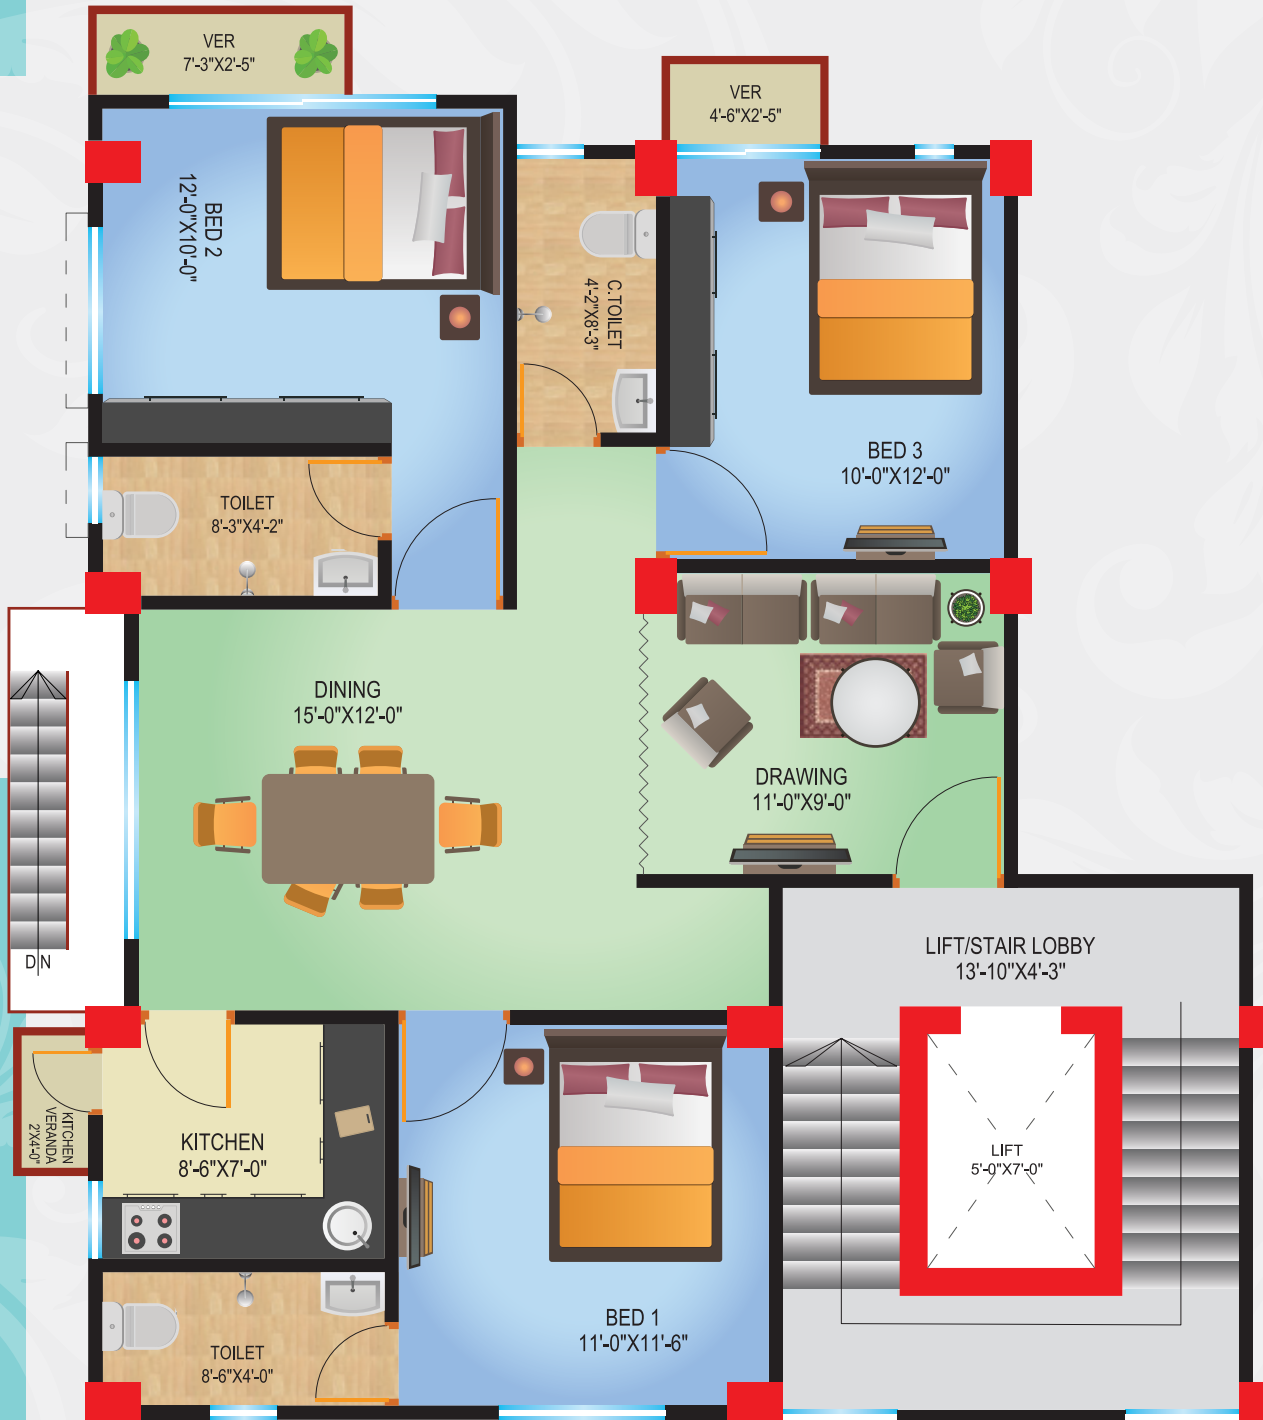 VER
7'-3"X2'-5"
VER
4'-6"X2'-5"
BED 2
12'-0"X10'-0"
C.TOILET
4'-2"X8'-3"
BED 3
10'-0"X12'-0"
TOILET
8'-3"X4'-2"
DINING
15'-0"X12'-0"
DRAWING
11'-0"X9'-0"
DN
LIFT/STAIR LOBBY
13'-10"X4'-3"
KITCHEN
VERANDA
2'X4'-0"
KITCHEN
8'-6"X7'-0"
LIFT
5'-0"X7'-0"
BED 1
11'-0"X11'-6"
TOILET
8'-6"X4'-0"